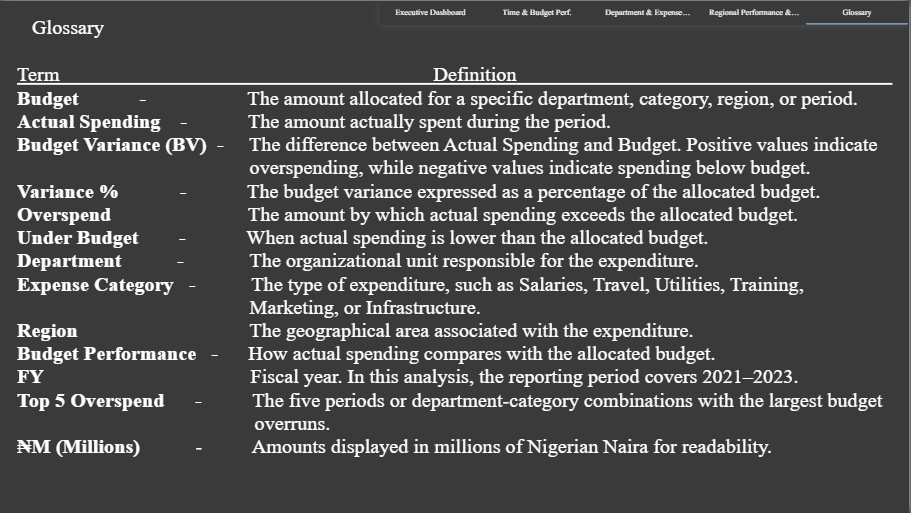 Executive Dashboard Time & Budget Perf. Department & Expense... Regional Performance &... Glossary
Glossary
Term Definition
Budget - The amount allocated for a specific department, category, region, or period.
Actual Spending - The amount actually spent during the period.
Budget Variance (BV) - The difference between Actual Spending and Budget. Positive values indicate
overspending, while negative values indicate spending below budget.
Variance % - The budget variance expressed as a percentage of the allocated budget.
Overspend The amount by which actual spending exceeds the allocated budget.
Under Budget - When actual spending is lower than the allocated budget.
Department - The organizational unit responsible for the expenditure.
Expense Category - The type of expenditure, such as Salaries, Travel, Utilities, Training,
Marketing, or Infrastructure.
Region The geographical area associated with the expenditure.
Budget Performance - How actual spending compares with the allocated budget.
FY Fiscal year. In this analysis, the reporting period covers 2021–2023.
Top 5 Overspend - The five periods or department-category combinations with the largest budget
overruns.
₦M (Millions) - Amounts displayed in millions of Nigerian Naira for readability.